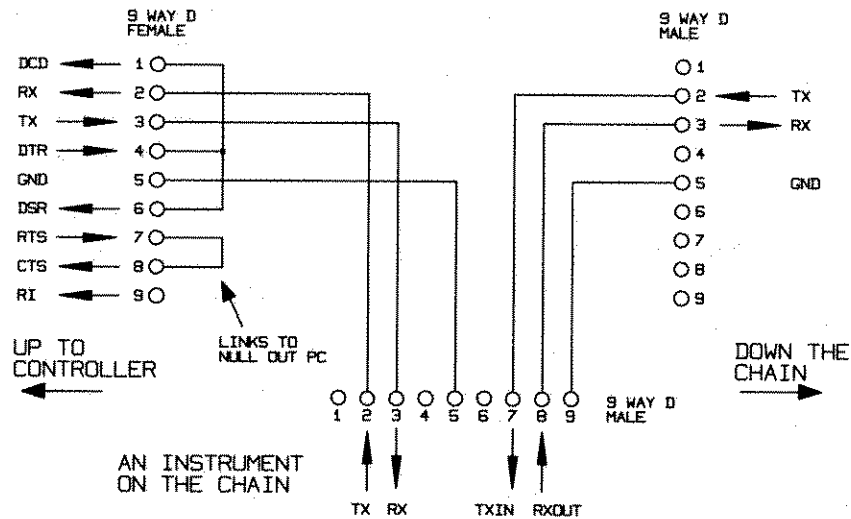 9 WAY D
FEMALE
9 WAY D
MALE
DCD 1
RX 2
TX 3
DTR 4
GND 5
DSR 6
RTS 7
CTS 8
RI 9
1
2 TX
3 RX
4
5 GND
6
7
8
9
UP TO
CONTROLLER
LINKS TO
NULL OUT PC
DOWN THE
CHAIN
1 2 3 4 5 6 7 8 9
9 WAY D
MALE
AN INSTRUMENT
ON THE CHAIN
TX RX TXIN RXOUT